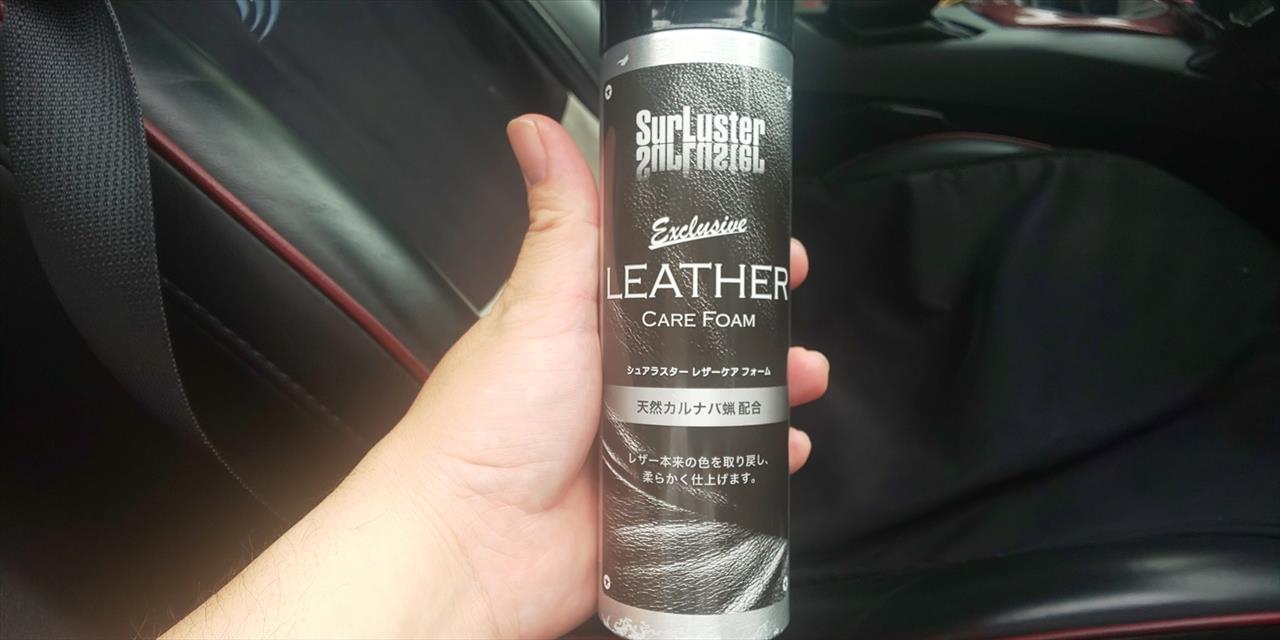 SurLuster
Exclusive
LEATHER
CARE FOAM
シュアラスター レザーケア フォーム
天然カルナバ蝋 配合
レザー本来の色を取り戻し、
柔らかく仕上げます。